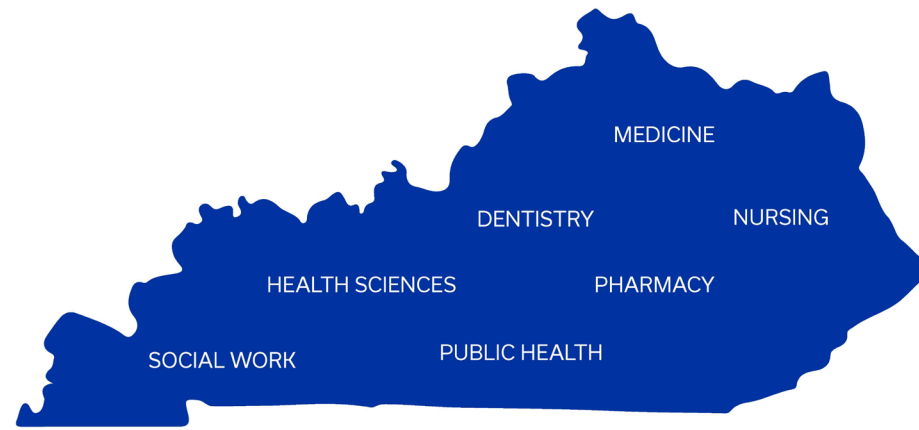 MEDICINE
DENTISTRY
NURSING
HEALTH SCIENCES
PHARMACY
SOCIAL WORK
PUBLIC HEALTH